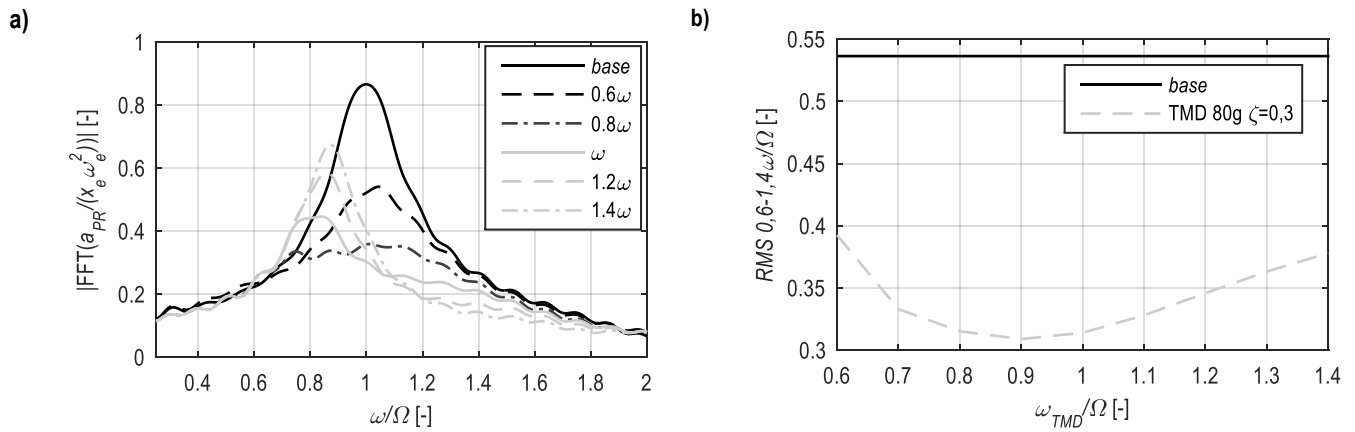 a)
|FFT(a_PR/(x_e ω_e^2))| [-]
1
0.8
0.6
0.4
0.2
0
0.4 0.6 0.8 1 1.2 1.4 1.6 1.8 2
ω/Ω [-]
base
0.6ω
0.8ω
ω
1.2ω
1.4ω
b)
RMS 0,6-1,4ω/Ω [-]
0.55
0.5
0.45
0.4
0.35
0.3
0.6 0.7 0.8 0.9 1.0 1.1 1.2 1.3 1.4
ω_TMD/Ω [-]
base
TMD 80g ζ=0,3